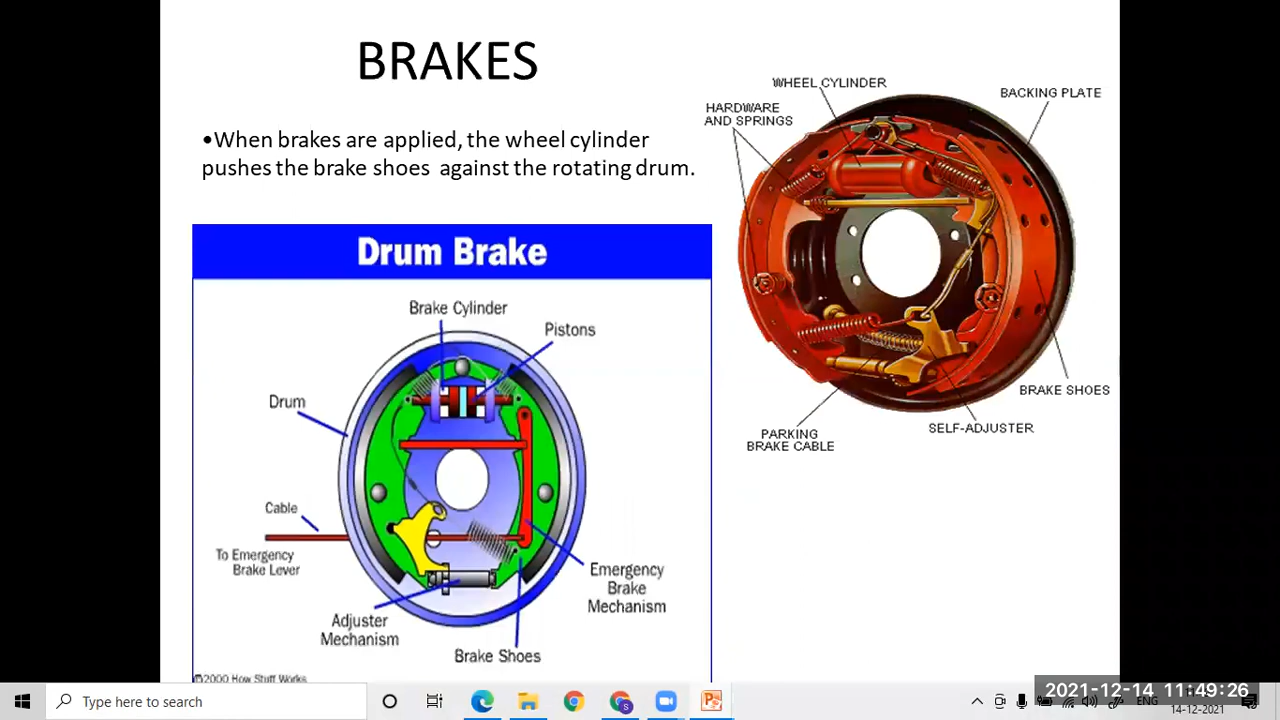 BRAKES
•When brakes are applied, the wheel cylinder
pushes the brake shoes against the rotating drum.
WHEEL CYLINDER
BACKING PLATE
HARDWARE
AND SPRINGS
BRAKE SHOES
SELF-ADJUSTER
PARKING
BRAKE CABLE
Drum Brake
Brake Cylinder
Pistons
Drum
Cable
To Emergency
Brake Lever
Emergency
Brake
Mechanism
Adjuster
Mechanism
Brake Shoes
©2000 How Stuff Works
Type here to search
ENG
2021-12-14 11:49:26
14-12-2021